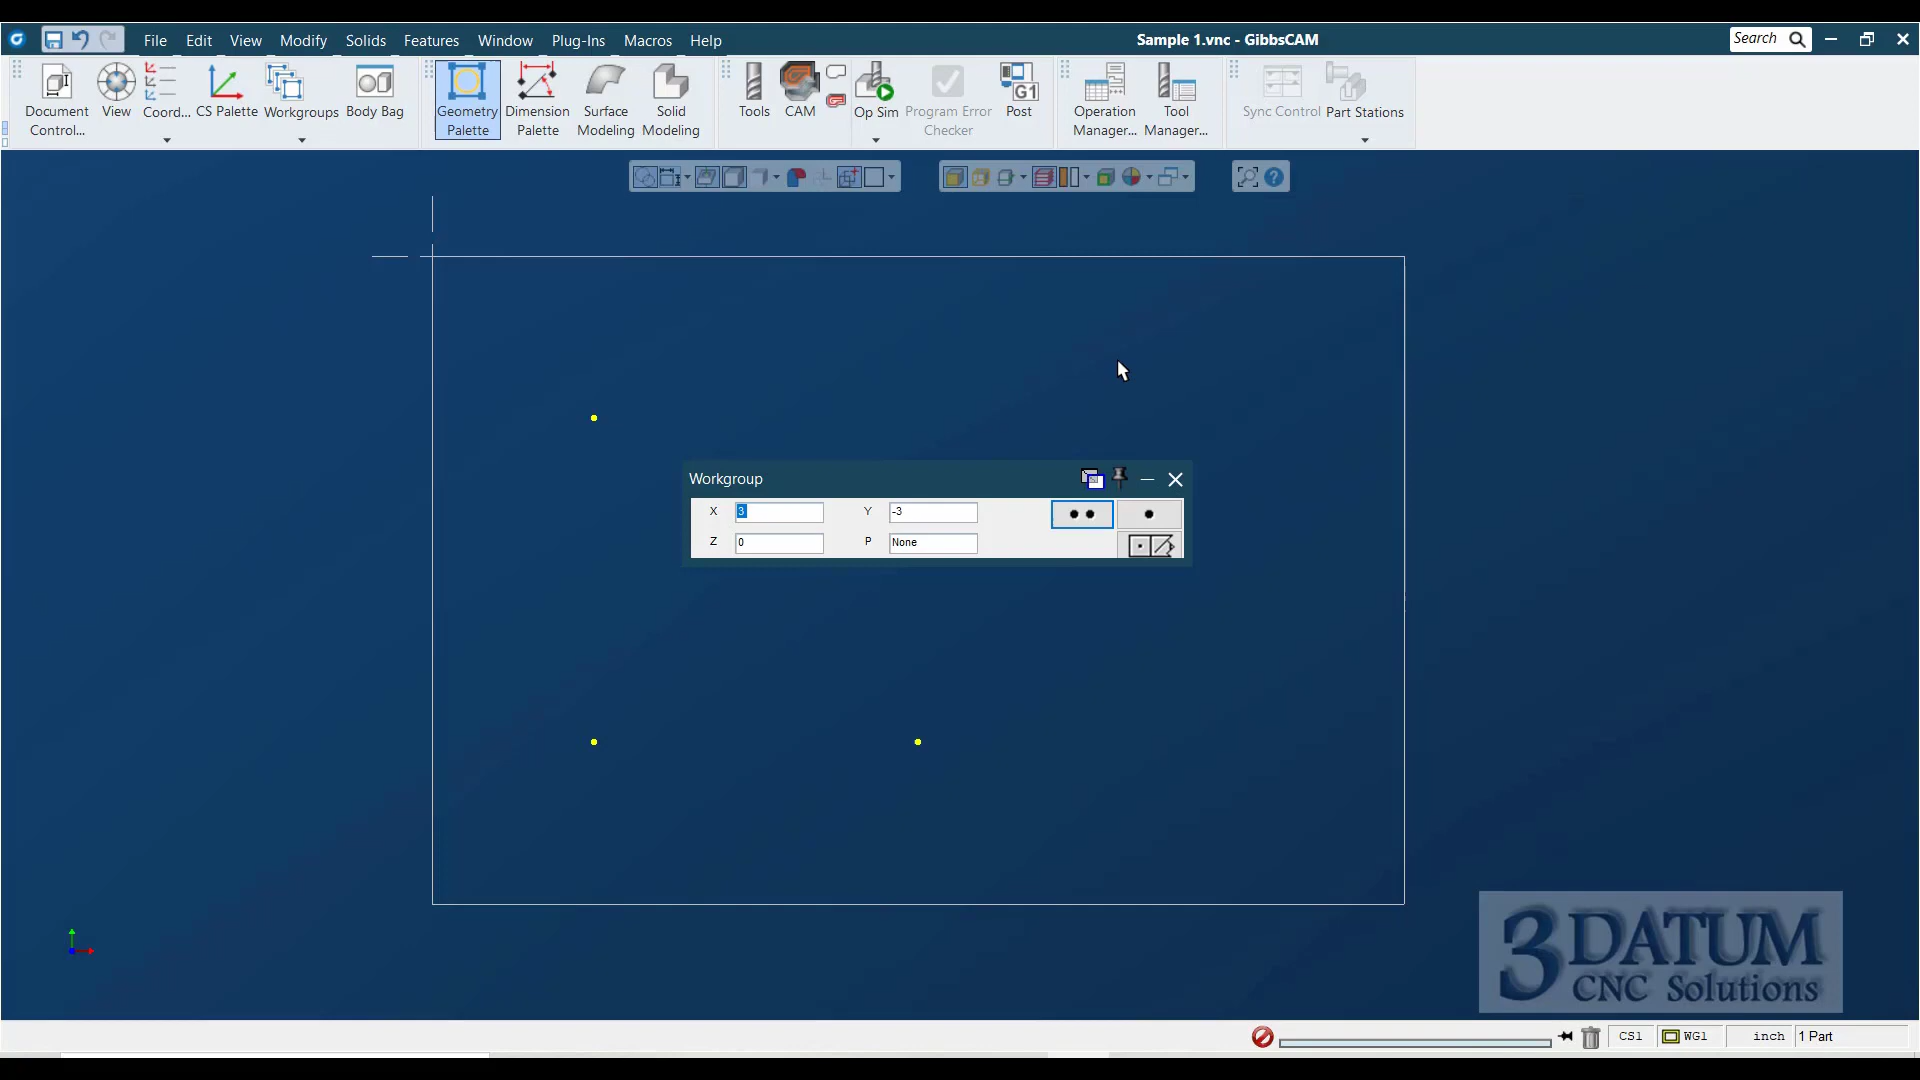 File Edit View Modify Solids Features Window Plug-Ins Macros Help
Sample 1.vnc - GibbsCAM
Search
Document Control...
View
Coord...
CS Palette
Workgroups
Body Bag
Geometry Palette
Dimension Palette
Surface Modeling
Solid Modeling
Tools
CAM
Op Sim
Program Error Checker
G1
Post
Operation Manager...
Tool Manager...
Sync Control
Part Stations
Workgroup
X 3 Y -3
Z 0 P None
3DATUM
CNC Solutions
CS1 WG1 inch 1 Part